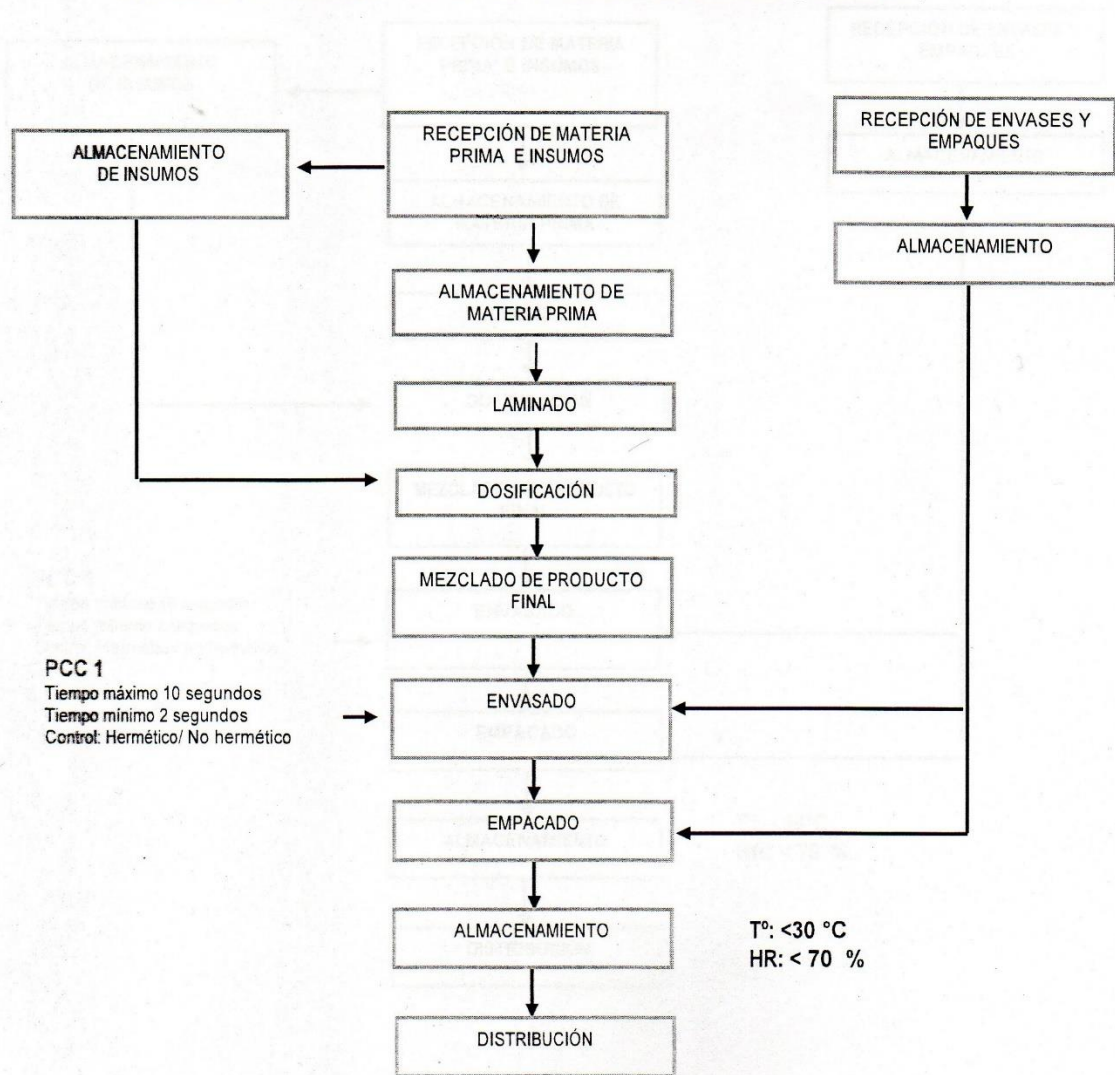 RECEPCIÓN DE MATERIA
PRIMA E INSUMOS
ALMACENAMIENTO
DE INSUMOS
RECEPCIÓN DE ENVASES Y
EMPAQUES
ALMACENAMIENTO
ALMACENAMIENTO DE
MATERIA PRIMA
LAMINADO
DOSIFICACIÓN
MEZCLADO DE PRODUCTO
FINAL
PCC 1
Tiempo máximo 10 segundos
Tiempo mínimo 2 segundos
Control: Hermético/ No hermético
ENVASADO
EMPACADO
ALMACENAMIENTO
Tº: <30 °C
HR: < 70 %
DISTRIBUCIÓN